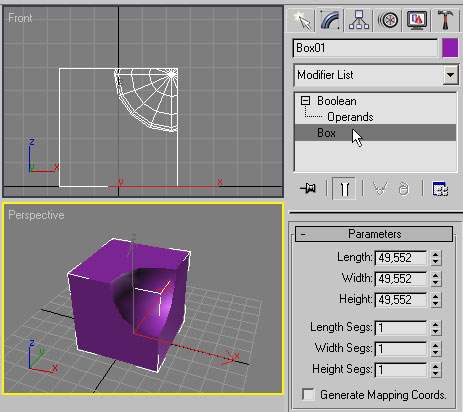 Front
z
x
y
x
Perspective
z
x
z
y
x
Box01
Modifier List
Boolean
Operands
Box
Parameters
Length: 49,552
Width: 49,552
Height: 49,552
Length Segs: 1
Width Segs: 1
Height Segs: 1
Generate Mapping Coords.